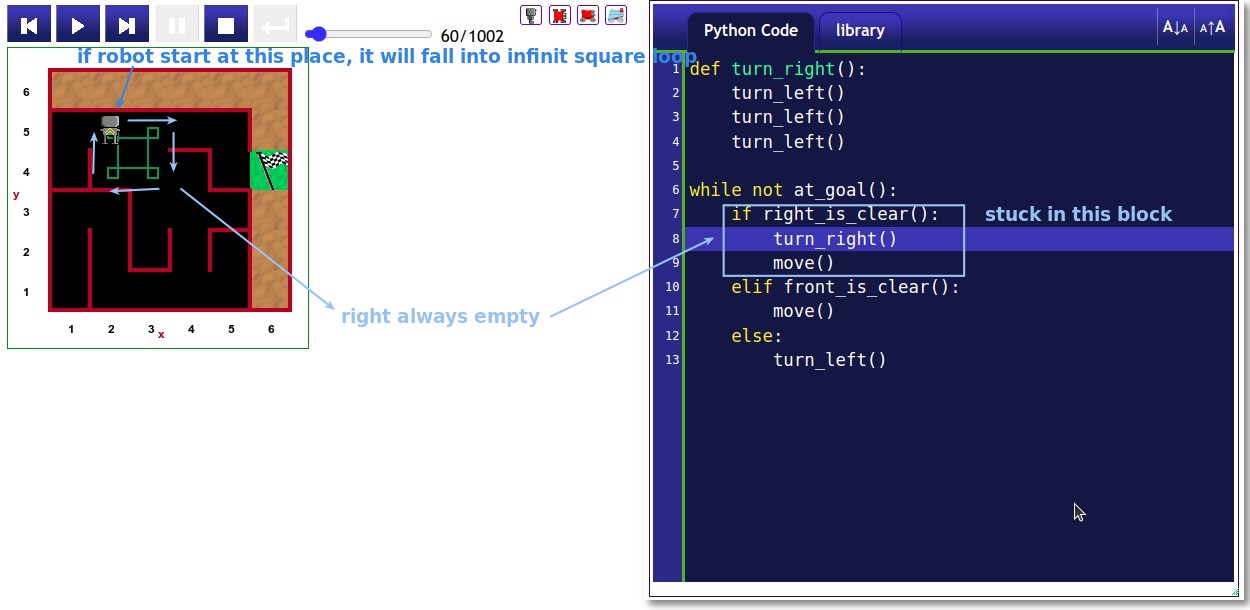 60/1002
if robot start at this place, it will fall into infinit square loop
6
5
4
y
3
2
1
1 2 3 x 4 5 6
right always empty
Python Code
library
A↓A A↑A
1 def turn_right():
2 turn_left()
3 turn_left()
4 turn_left()
5
6 while not at_goal():
7 if right_is_clear():
stuck in this block
8 turn_right()
9 move()
10 elif front_is_clear():
11 move()
12 else:
13 turn_left()